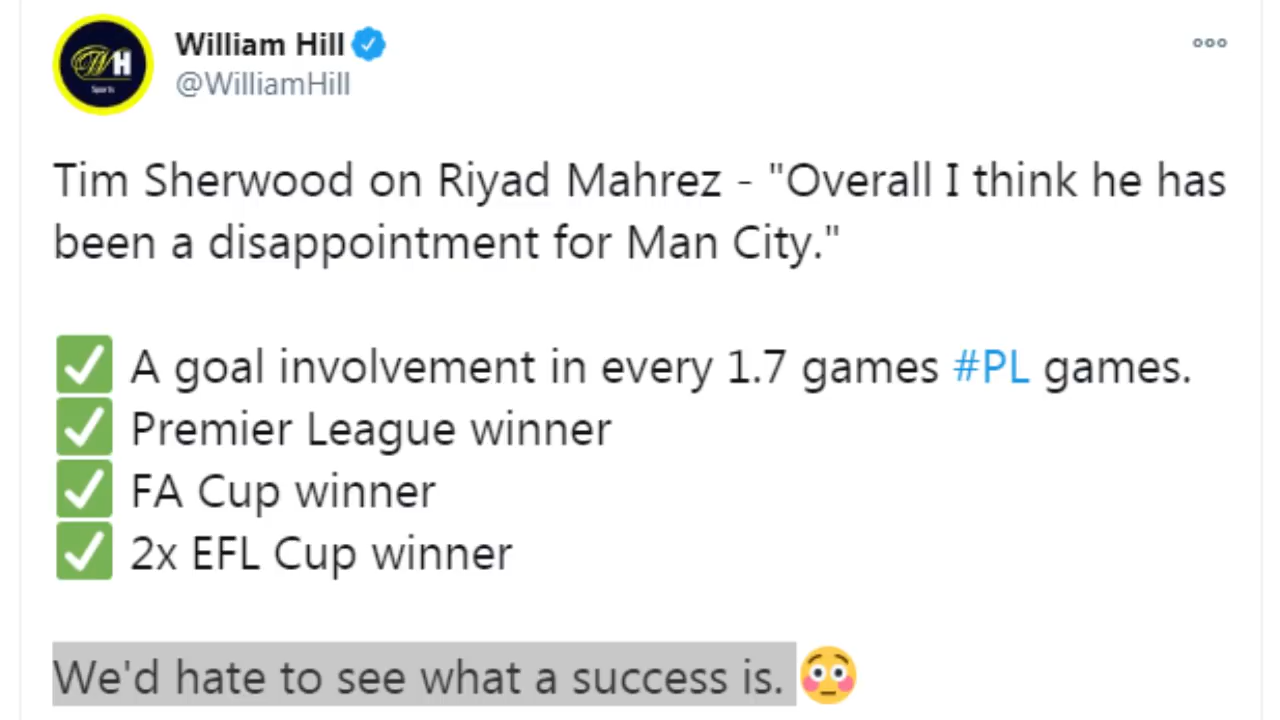 William Hill
@WilliamHill
WH
Sports
Tim Sherwood on Riyad Mahrez - "Overall I think he has
been a disappointment for Man City."
✅ A goal involvement in every 1.7 games #PL games.
✅ Premier League winner
✅ FA Cup winner
✅ 2x EFL Cup winner
We'd hate to see what a success is. 😳